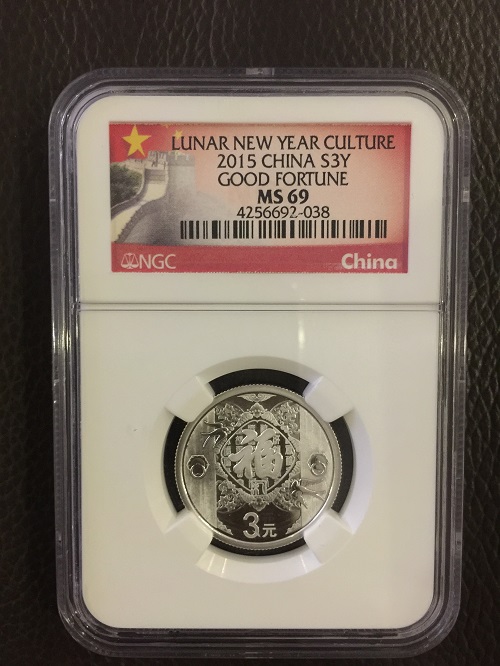 LUNAR NEW YEAR CULTURE
2015 CHINA S3Y
GOOD FORTUNE
MS 69
4256692-038
NGC
China
福
3元